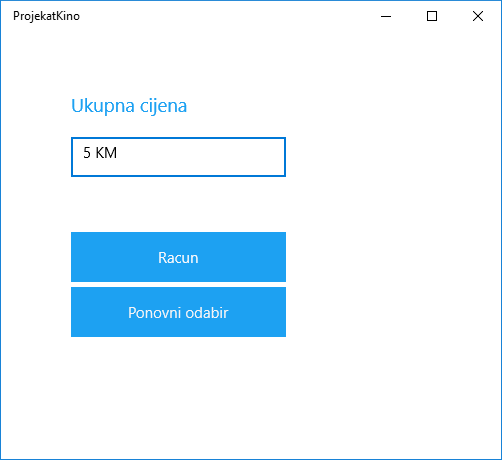 ProjekatKino
Ukupna cijena
5 KM
Racun
Ponovni odabir